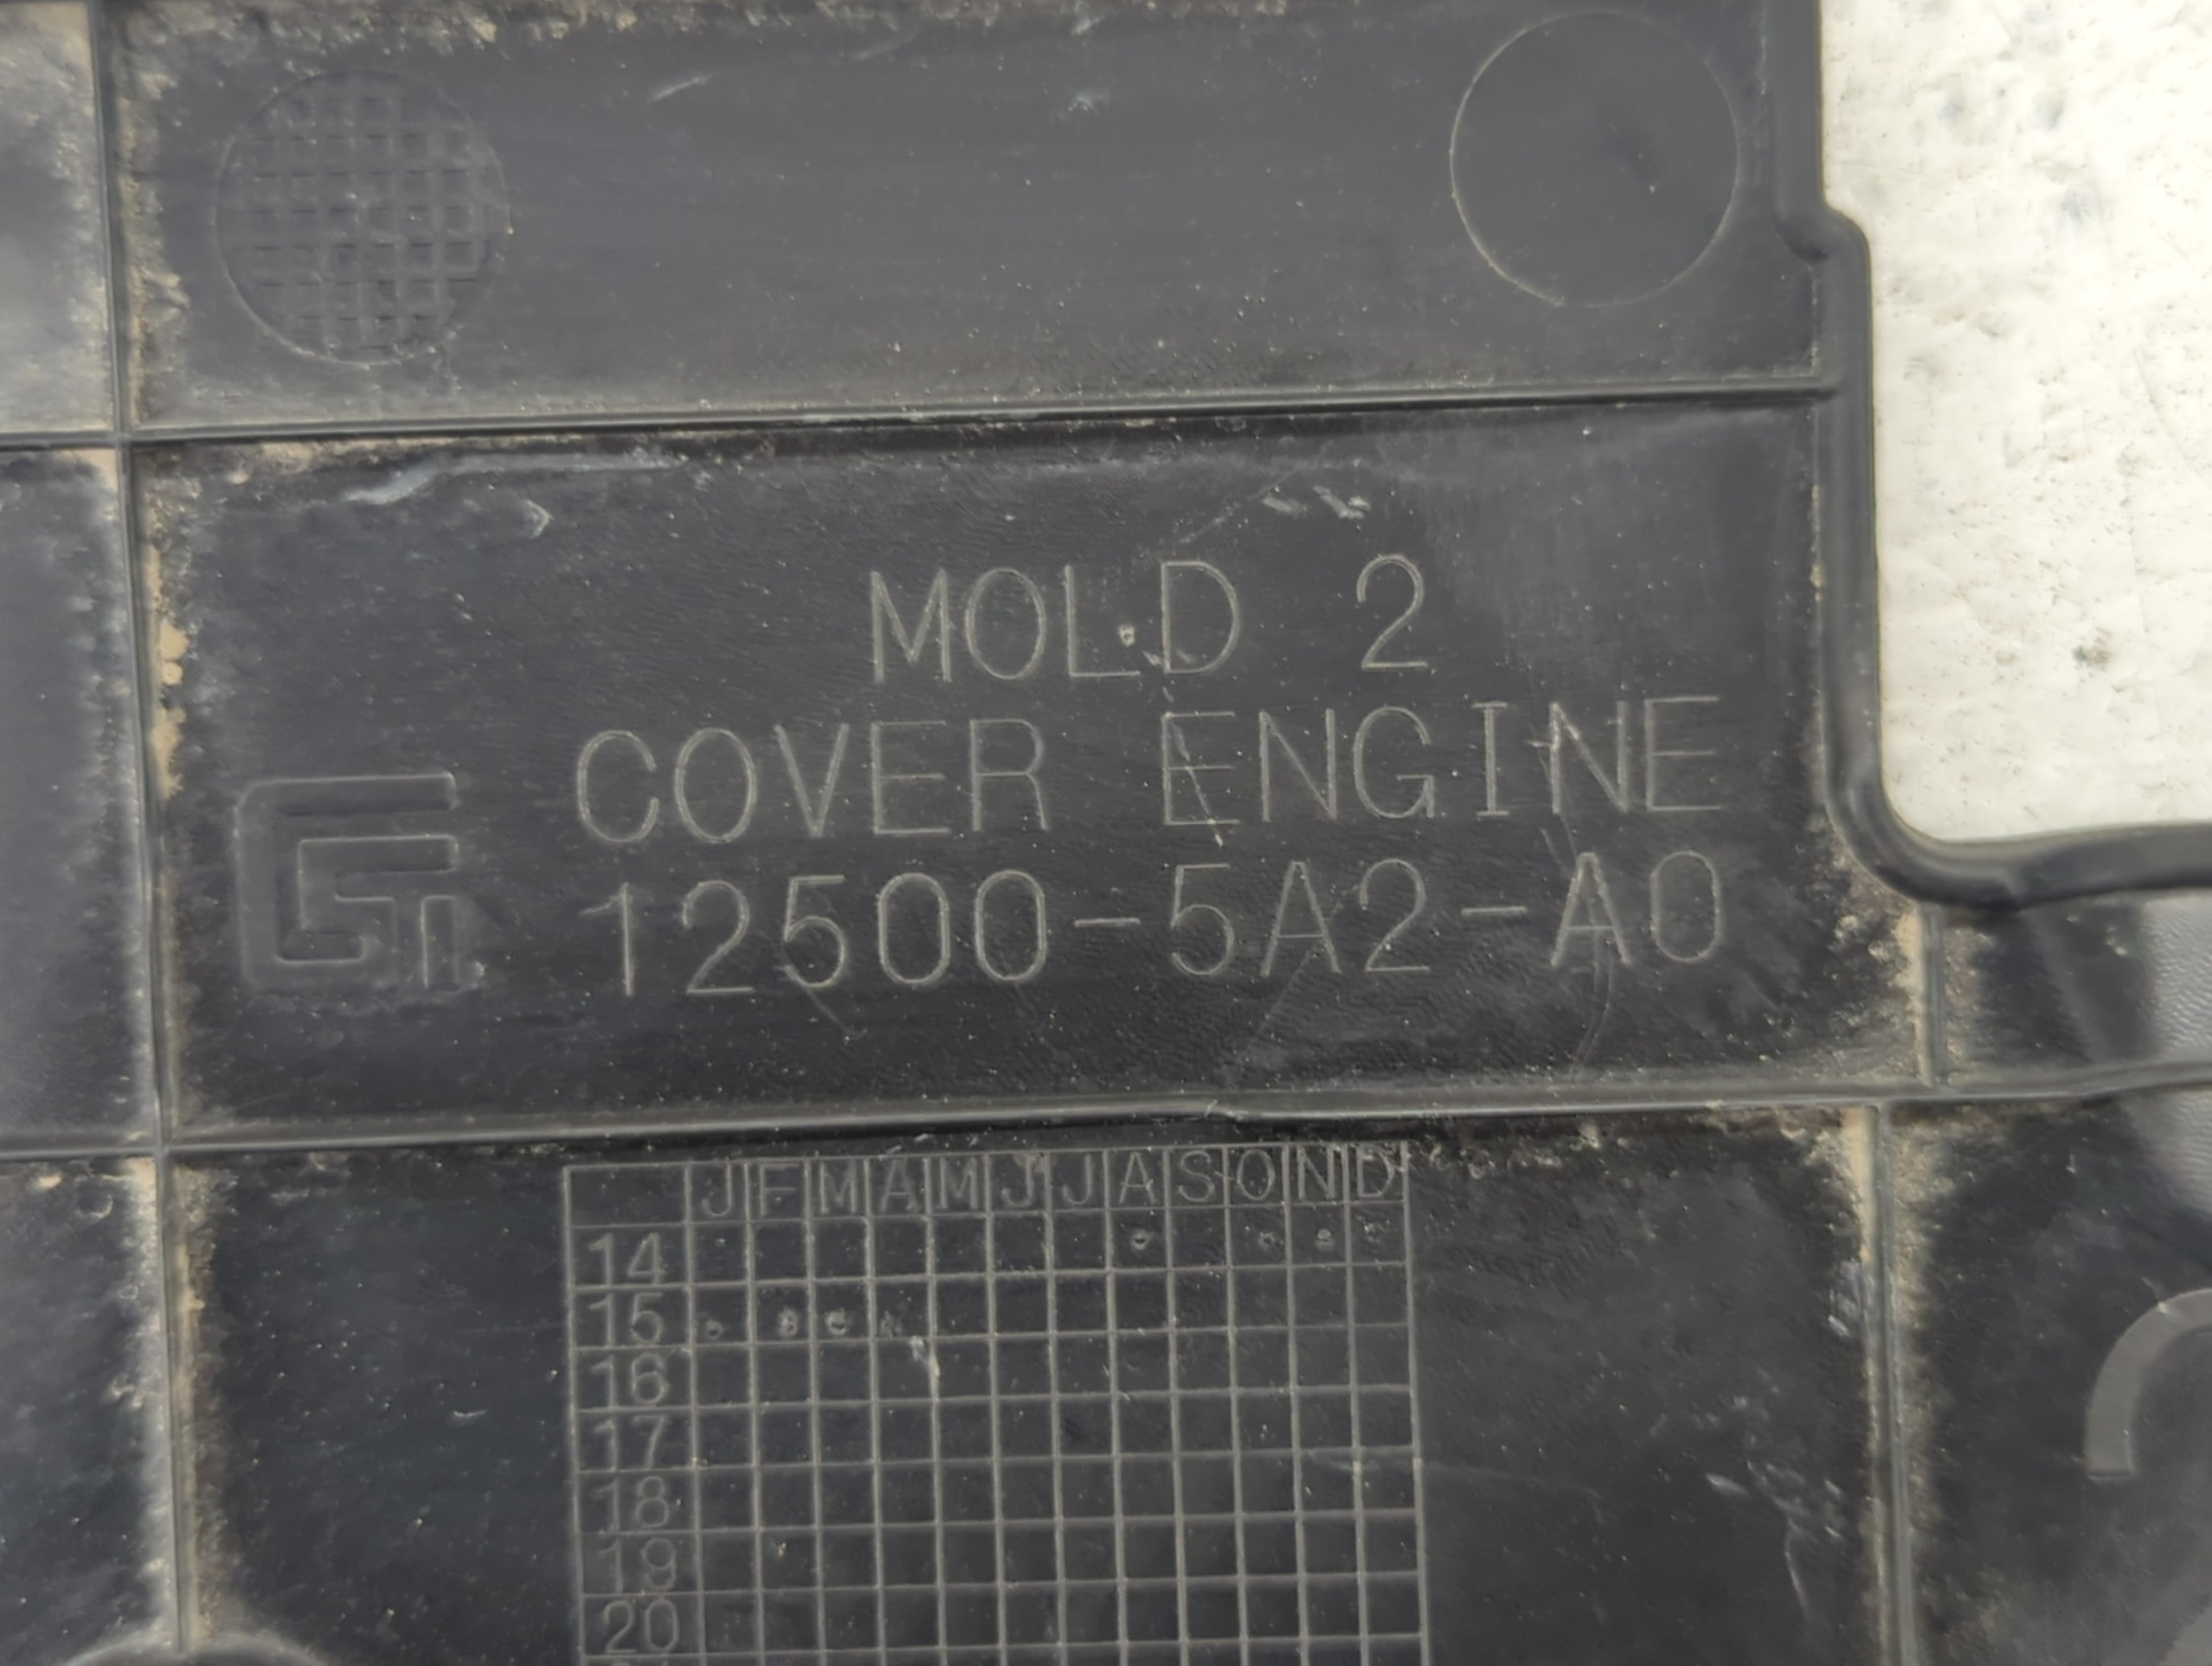 MOLD 2
COVER ENGINE
12500-5A2-A0
J F M A M J J A S O N D
14
15
16
17
18
19
20